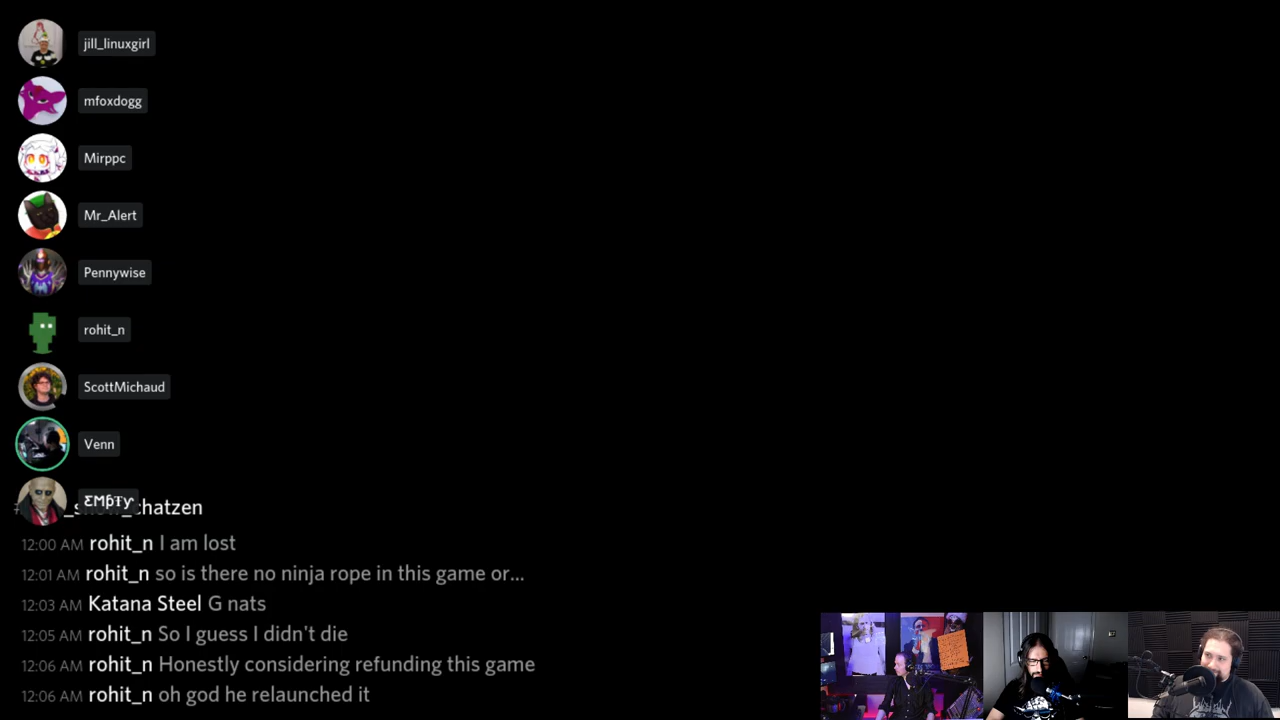 jill_linuxgirl
mfoxdogg
Mirppc
Mr_Alert
Pennywise
rohit_n
ScottMichaud
Venn
chatzen
12:00 AM rohit_n I am lost
12:01 AM rohit_n so is there no ninja rope in this game or...
12:03 AM Katana Steel G nats
12:05 AM rohit_n So I guess I didn't die
12:06 AM rohit_n Honestly considering refunding this game
12:06 AM rohit_n oh god he relaunched it